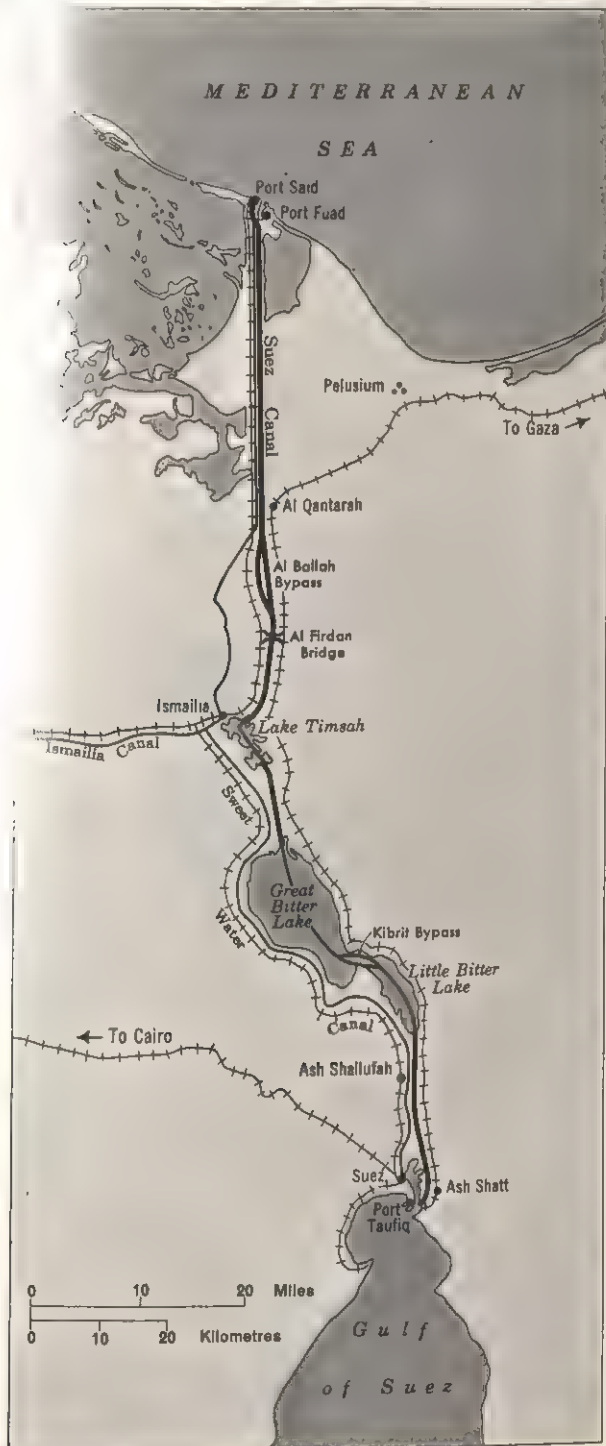 MEDITERRANEAN
SEA
Port Said
Port Fuad
Suez Canal
Pelusium
To Gaza
Al Qantarah
Al Ballah
Bypass
Al Firdan
Bridge
Ismailia
Lake Timsah
Ismailia Canal
Sweet Water Canal
Great
Bitter
Lake
Kibrit Bypass
Little Bitter
Lake
To Cairo
Ash Shallufah
Suez
Ash Shatt
Port
Taufiq
0 10 20 Miles
0 10 20 Kilometres
Gulf
of Suez